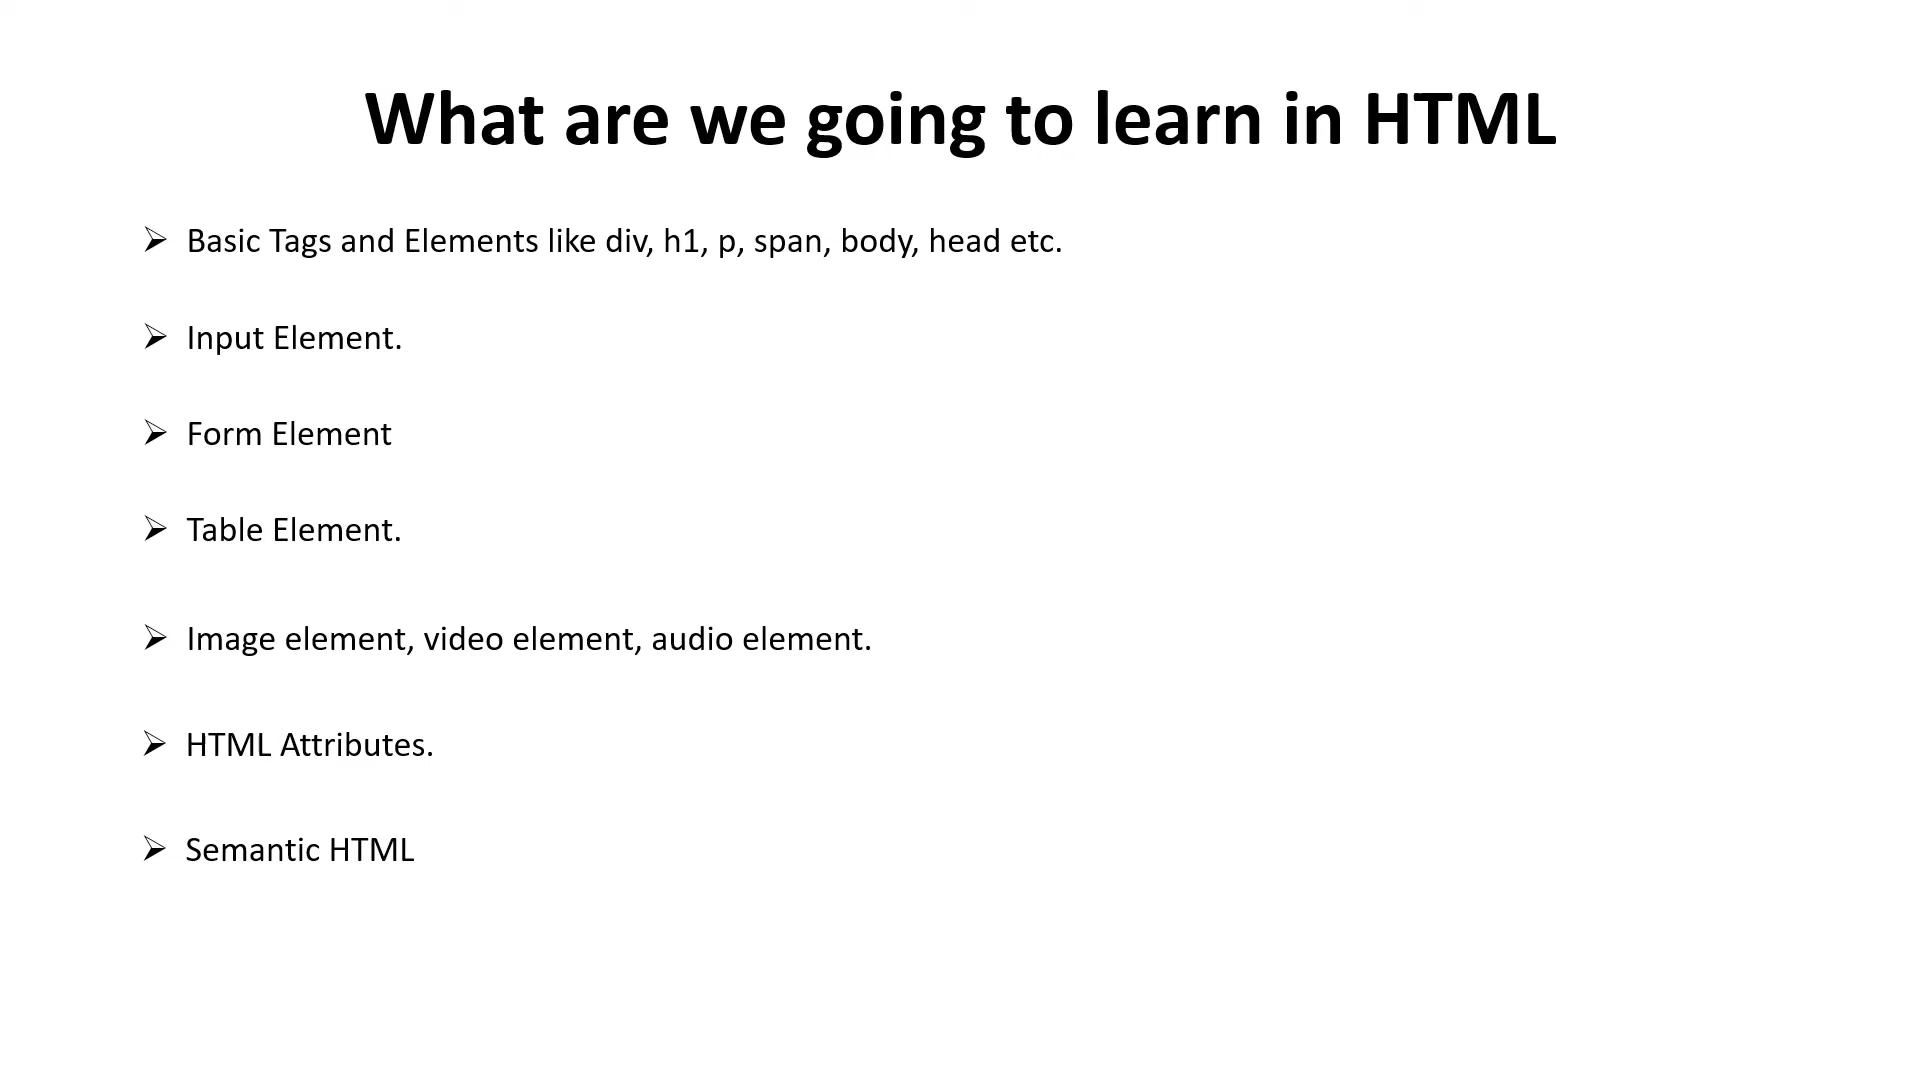 What are we going to learn in HTML
➢ Basic Tags and Elements like div, h1, p, span, body, head etc.
➢ Input Element.
➢ Form Element
➢ Table Element.
➢ Image element, video element, audio element.
➢ HTML Attributes.
➢ Semantic HTML